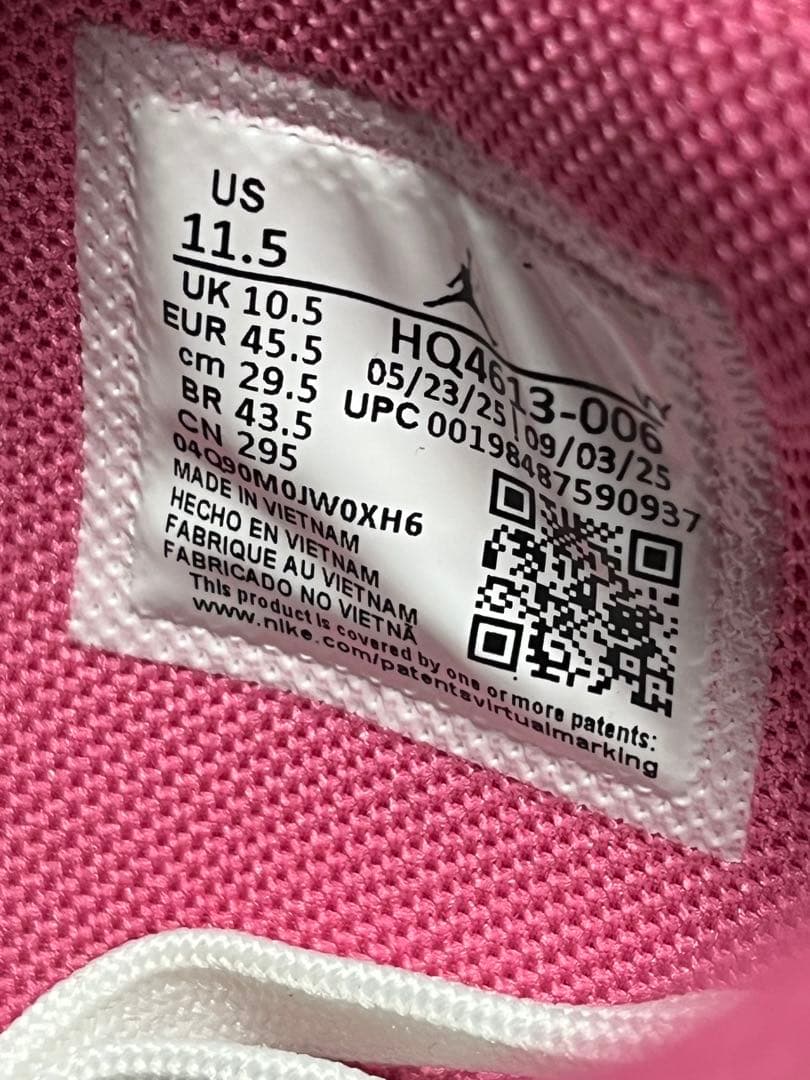 US
11.5
UK 10.5
EUR 45.5
cm 29.5
BR 43.5
CN 295
04Q90M0JW0XH6
MADE IN VIETNAM
HECHO EN VIETNAM
FABRIQUE AU VIETNAM
FABRICADO NO VIETNÃ
This product is covered by one or more patents:
www.nike.com/patentsvirtualmarking
HQ4613-006
05/23/25|09/03/25
UPC 00198487590937